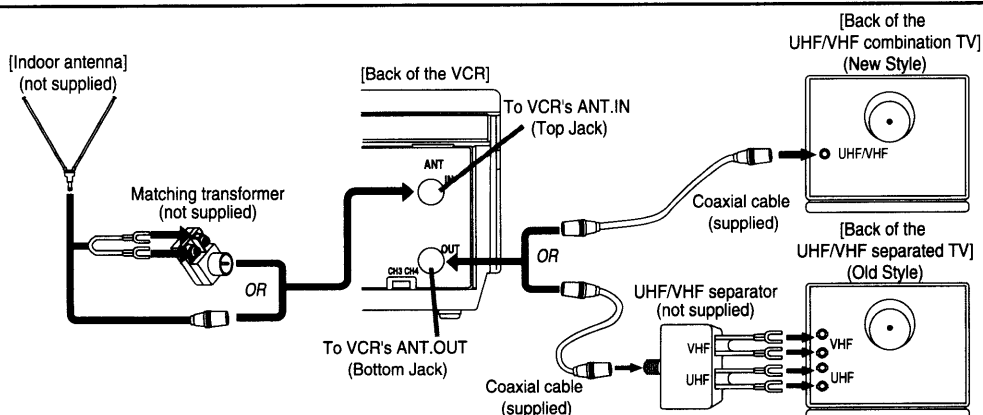 [Indoor antenna]
(not supplied)
Matching transformer
(not supplied)
OR
[Back of the VCR]
To VCR's ANT.IN
(Top Jack)
ANT
IN
OUT
CH3 CH4
To VCR's ANT.OUT
(Bottom Jack)
OR
Coaxial cable
(supplied)
[Back of the
UHF/VHF combination TV]
(New Style)
UHF/VHF
Coaxial cable
(supplied)
UHF/VHF separator
(not supplied)
VHF
UHF
[Back of the
UHF/VHF separated TV]
(Old Style)
VHF
UHF